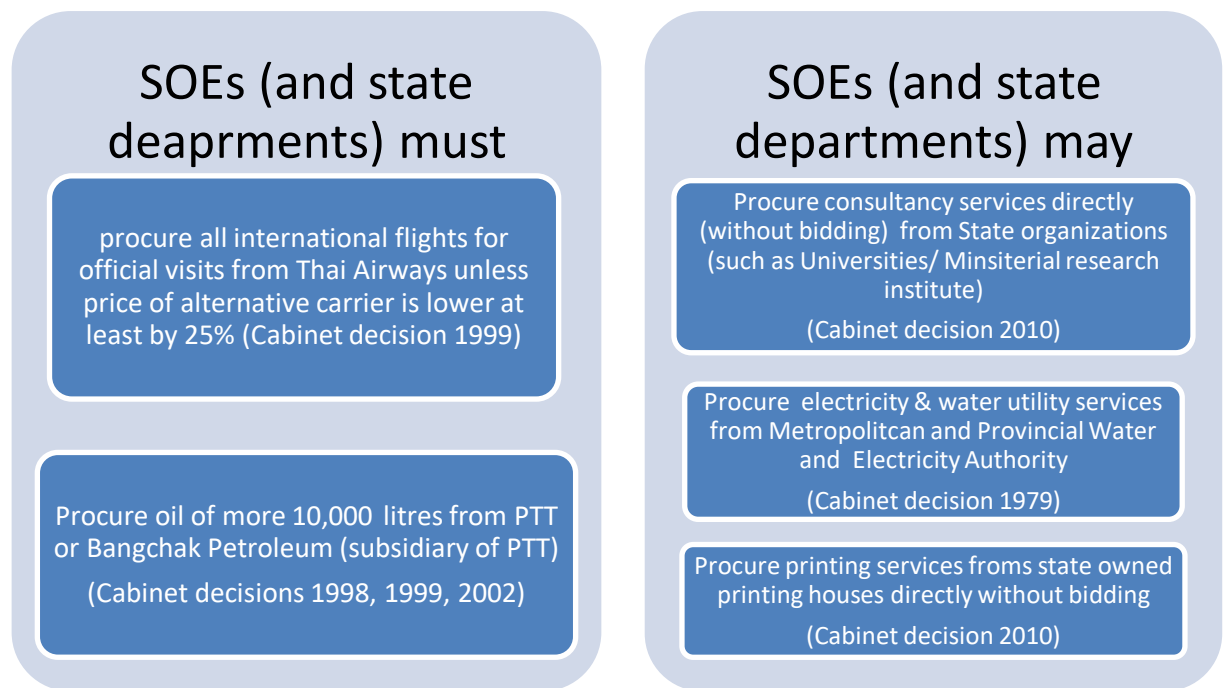 SOEs (and state
deaprments) must
procure all international flights for
official visits from Thai Airways unless
price of alternative carrier is lower at
least by 25% (Cabinet decision 1999)
Procure oil of more 10,000 litres from PTT
or Bangchak Petroleum (subsidiary of PTT)
(Cabinet decisions 1998, 1999, 2002)
SOEs (and state
departments) may
Procure consultancy services directly
(without bidding) from State organizations
(such as Universities/ Minsiterial research
institute)
(Cabinet decision 2010)
Procure electricity & water utility services
from Metropolitcan and Provincial Water
and Electricity Authority
(Cabinet decision 1979)
Procure printing services froms state owned
printing houses directly without bidding
(Cabinet decision 2010)